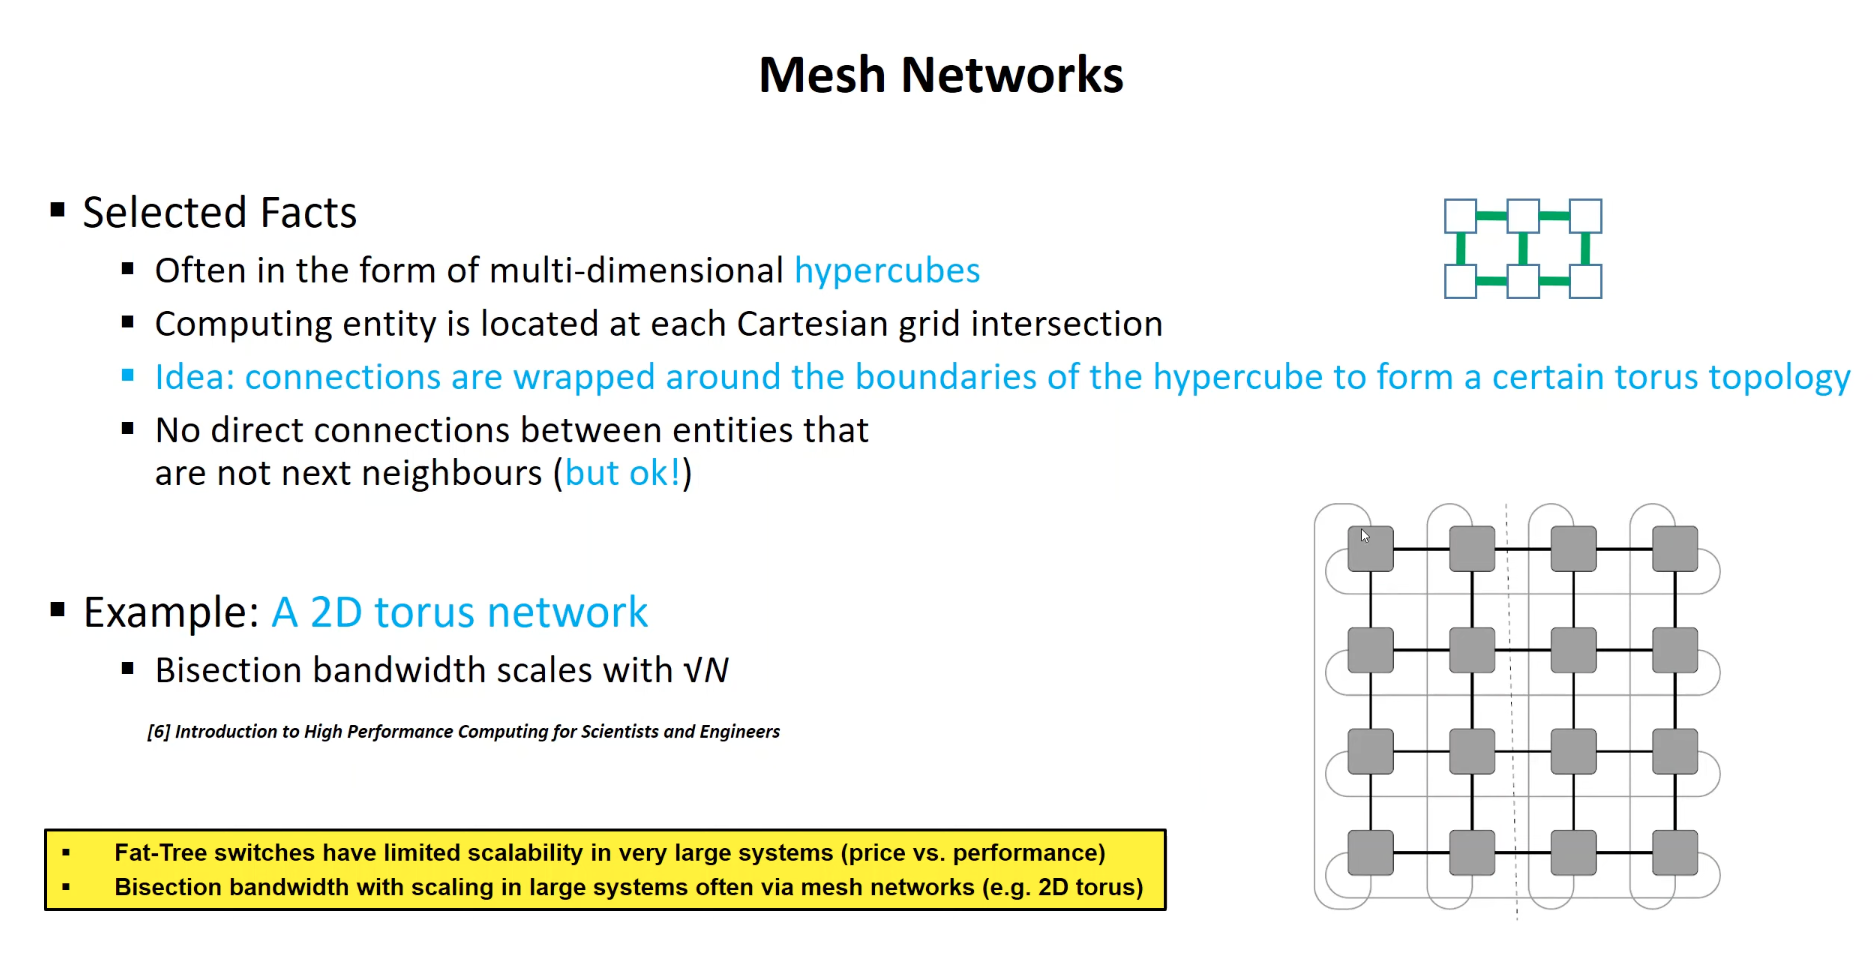 Mesh Networks
▪ Selected Facts
▪ Often in the form of multi-dimensional hypercubes
▪ Computing entity is located at each Cartesian grid intersection
▪ Idea: connections are wrapped around the boundaries of the hypercube to form a certain torus topology
▪ No direct connections between entities that
are not next neighbours (but ok!)
▪ Example: A 2D torus network
▪ Bisection bandwidth scales with √N
[6] Introduction to High Performance Computing for Scientists and Engineers
▪ Fat-Tree switches have limited scalability in very large systems (price vs. performance)
▪ Bisection bandwidth with scaling in large systems often via mesh networks (e.g. 2D torus)